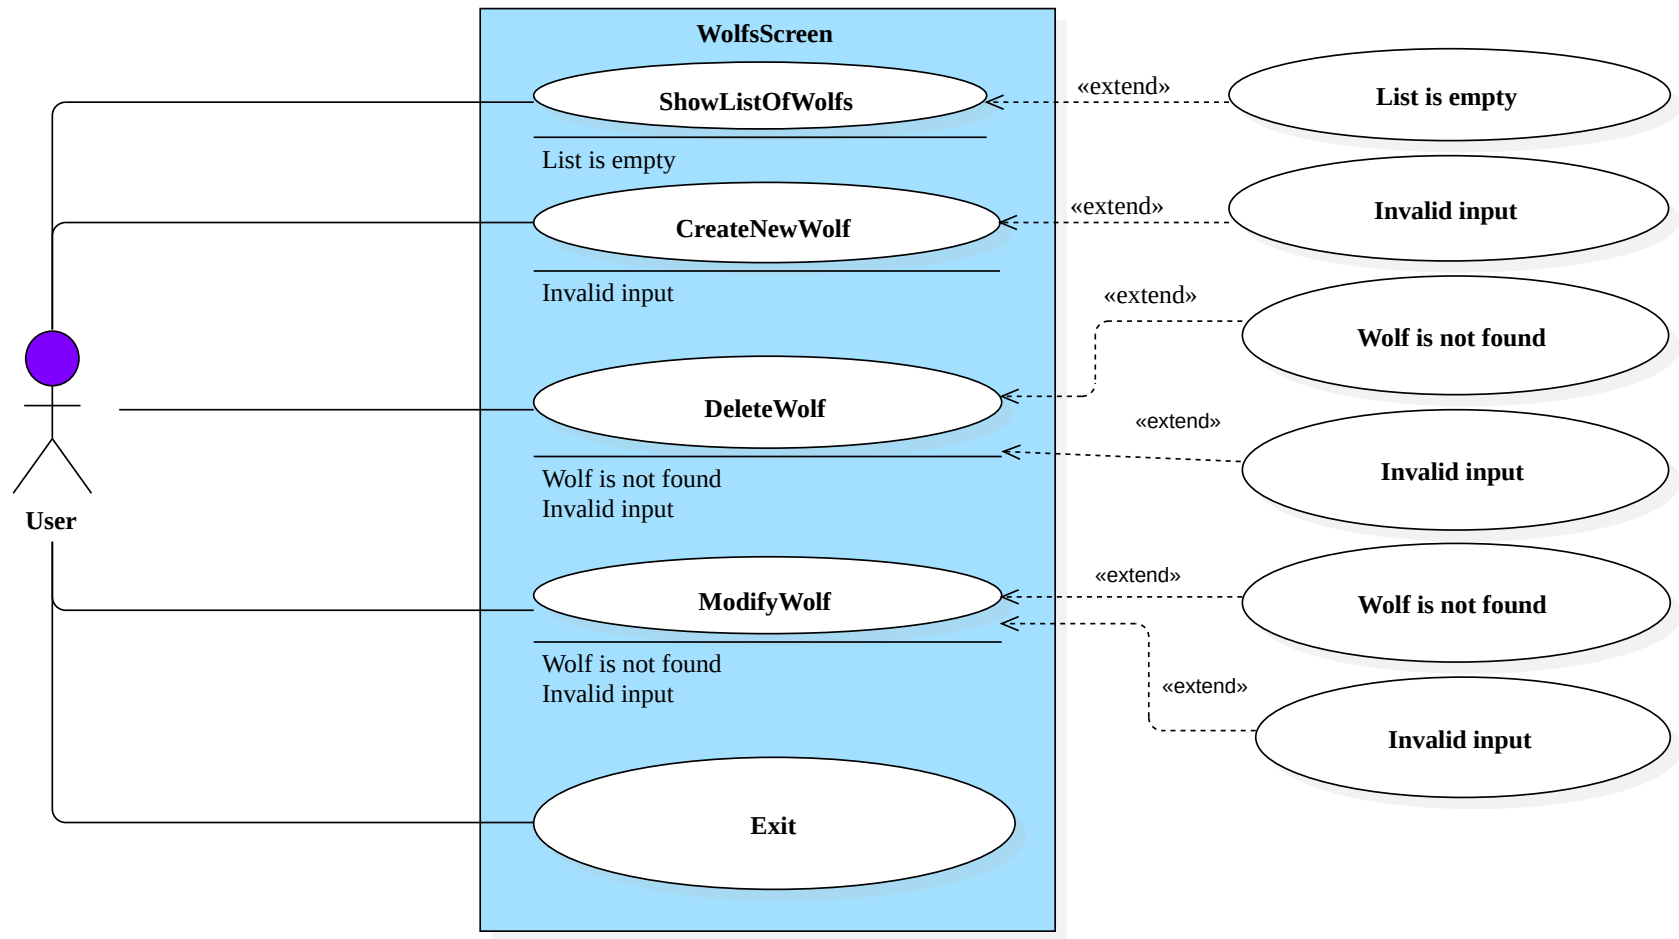 WolfsScreen
ShowListOfWolfs
«extend»
List is empty
List is empty
CreateNewWolf
«extend»
Invalid input
Invalid input
«extend»
Wolf is not found
DeleteWolf
«extend»
Invalid input
Wolf is not found
Invalid input
User
ModifyWolf
«extend»
Wolf is not found
Wolf is not found
Invalid input
«extend»
Invalid input
Exit